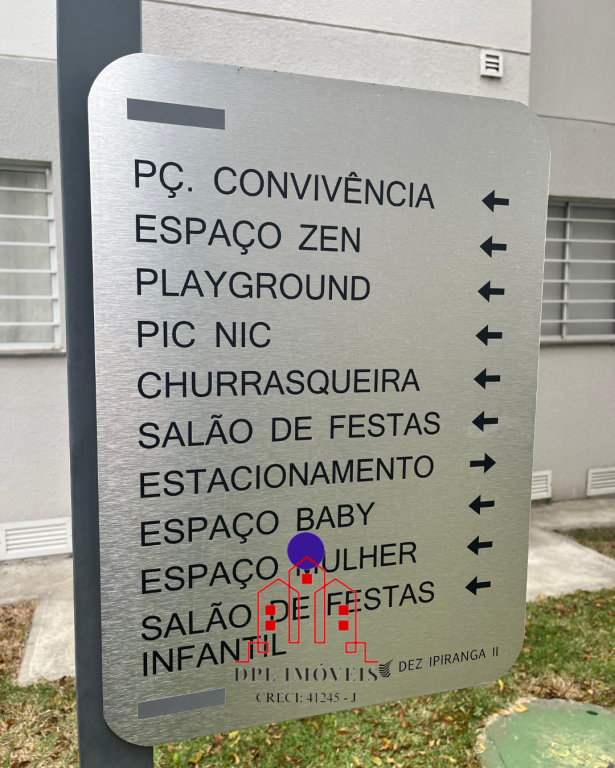 PÇ. CONVIVÊNCIA ←
ESPAÇO ZEN ←
PLAYGROUND ←
PIC NIC ←
CHURRASQUEIRA ←
SALÃO DE FESTAS ←
ESTACIONAMENTO →
ESPAÇO BABY ←
ESPAÇO MULHER ←
SALÃO DE FESTAS ←
INFANTIL
DEZ IPIRANGA II
DPL IMÓVEIS
CRECI: 41245 - J